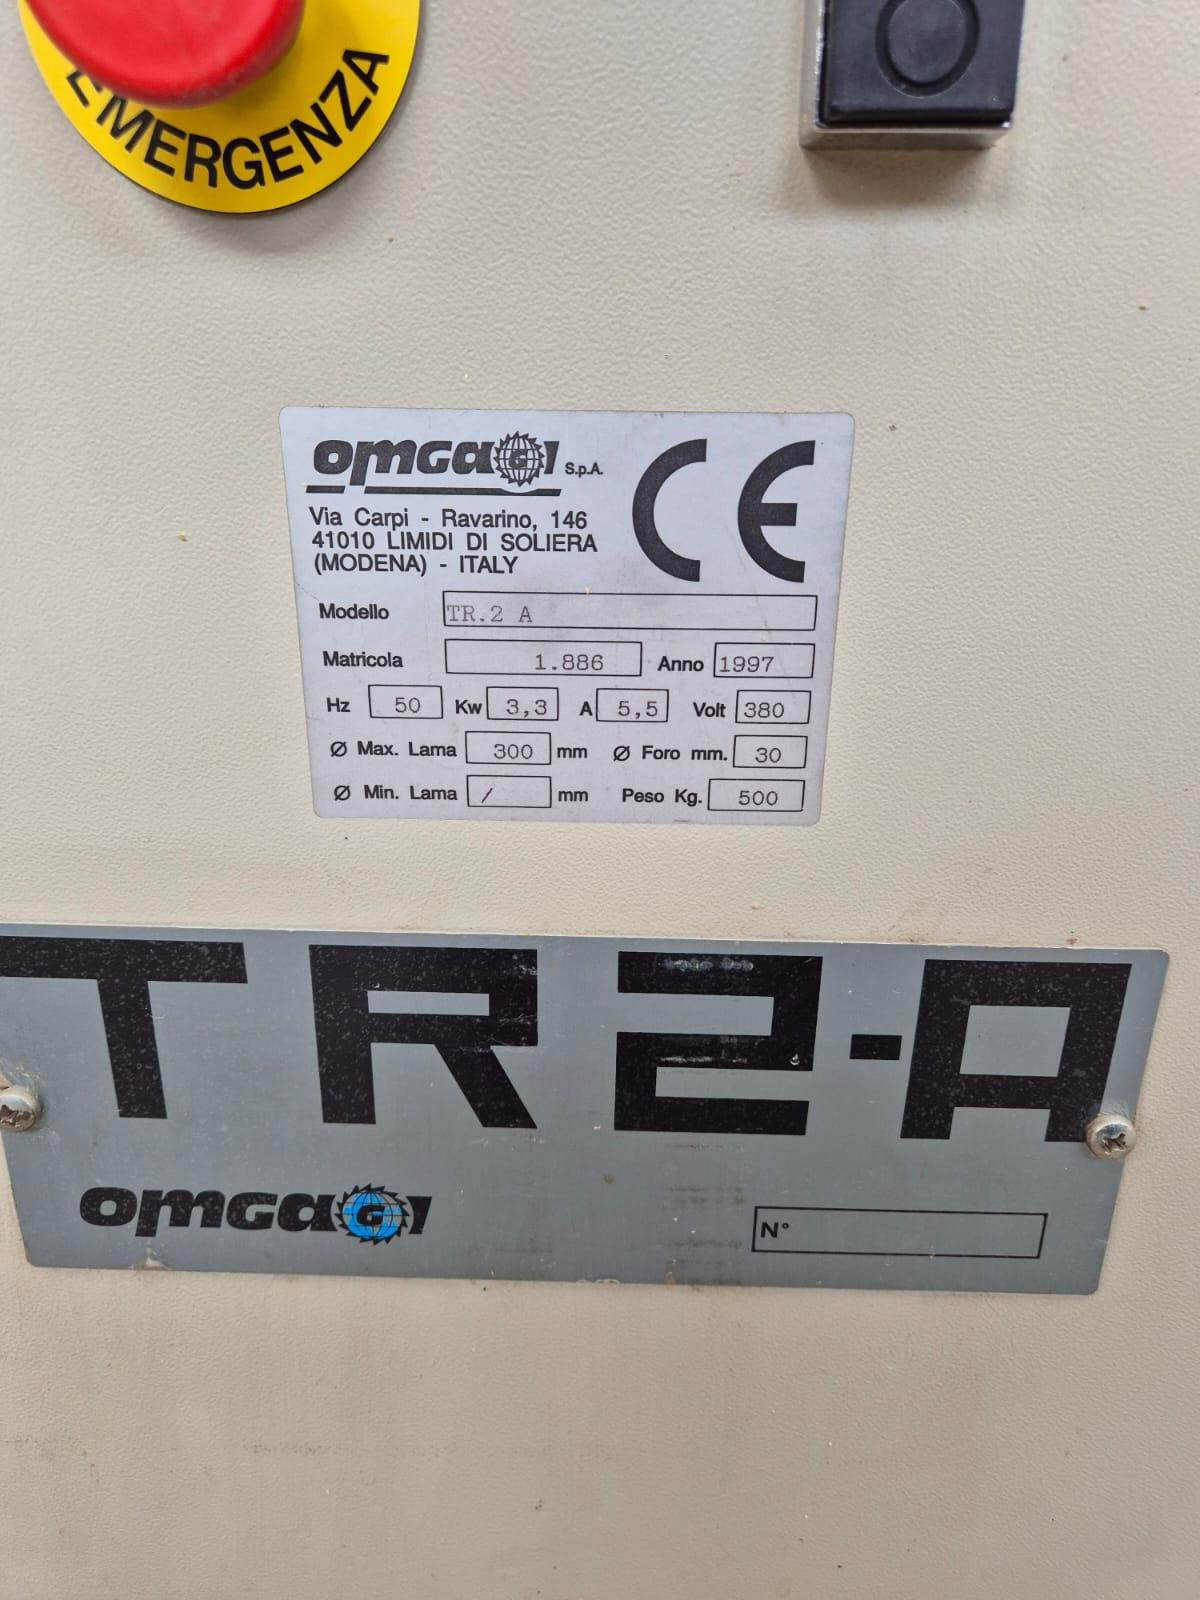 EMERGENZA
OMGA G S.p.A.
CE
Via Carpi - Ravarino, 146
41010 LIMIDI DI SOLIERA
(MODENA) - ITALY
Modello TR.2 A
Matricola 1.886 Anno 1997
Hz 50 Kw 3,3 A 5,5 Volt 380
Ø Max. Lama 300 mm Ø Foro mm. 30
Ø Min. Lama / mm Peso Kg. 500
TR2-A
OMGA G
N°